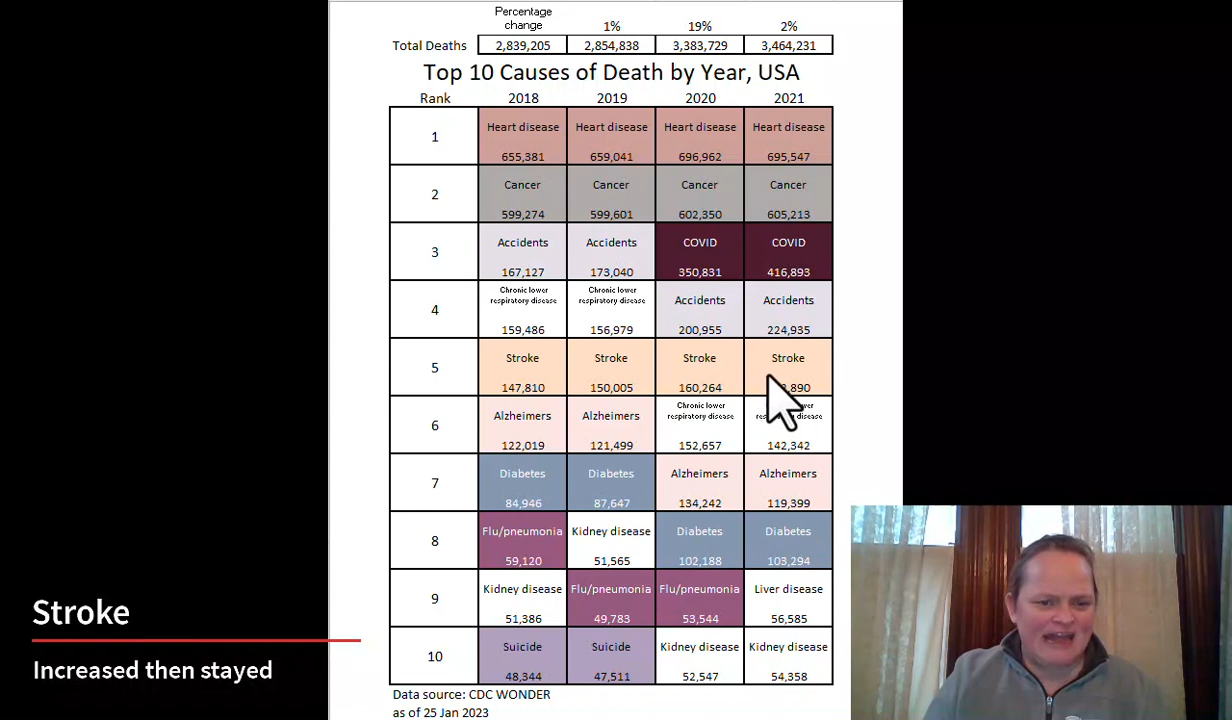 Percentage
change 1% 19% 2%
Total Deaths 2,839,205 2,854,838 3,383,729 3,464,231
Top 10 Causes of Death by Year, USA
Rank 2018 2019 2020 2021
Heart disease Heart disease Heart disease Heart disease
1
655,381 659,041 696,962 695,547
Cancer Cancer Cancer Cancer
2
599,274 599,601 602,350 605,213
Accidents Accidents COVID COVID
3
167,127 173,040 350,831 416,893
Chronic lower Chronic lower
respiratory disease respiratory disease Accidents Accidents
4
159,486 156,979 200,955 224,935
Stroke Stroke Stroke Stroke
5
147,810 150,005 160,264 890
Chronic lower lower
Alzheimers Alzheimers respiratory disease disease
6
122,019 121,499 152,657 142,342
Diabetes Diabetes Alzheimers Alzheimers
7
84,946 87,647 134,242 119,399
Flu/pneumonia Kidney disease Diabetes Diabetes
8
59,120 51,565 102,188 103,294
Kidney disease Flu/pneumonia Flu/pneumonia Liver disease
9
51,386 49,783 53,544 56,585
Suicide Suicide Kidney disease Kidney disease
10
48,344 47,511 52,547 54,358
Data source: CDC WONDER
as of 25 Jan 2023
Stroke
Increased then stayed